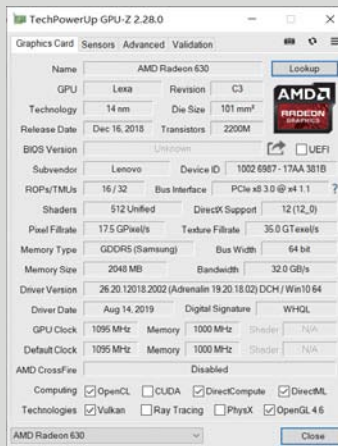 TechPowerUp GPU-Z 2.28.0
Graphics Card Sensors Advanced Validation
Name AMD Radeon 630 Lookup
GPU Lexa Revision C3
AMD RADEON GRAPHICS
Technology 14 nm Die Size 101 mm²
Release Date Dec 16, 2018 Transistors 2200M
BIOS Version Unknown UEFI
Subvendor Lenovo Device ID 1002 6987 - 17AA 381B
ROPs/TMUs 16 / 32 Bus Interface PCIe x8 3.0 @ x4 1.1 ?
Shaders 512 Unified DirectX Support 12 (12_0)
Pixel Fillrate 17.5 GPixel/s Texture Fillrate 35.0 GTexel/s
Memory Type GDDR5 (Samsung) Bus Width 64 bit
Memory Size 2048 MB Bandwidth 32.0 GB/s
Driver Version 26.20.12018.2002 (Adrenalin 19.20.18.02) DCH / Win10 64
Driver Date Aug 14, 2019 Digital Signature WHQL
GPU Clock 1095 MHz Memory 1000 MHz Shader N/A
Default Clock 1095 MHz Memory 1000 MHz Shader N/A
AMD CrossFire Disabled
Computing OpenCL CUDA DirectCompute DirectML
Technologies Vulkan Ray Tracing PhysX OpenGL 4.6
AMD Radeon 630 Close